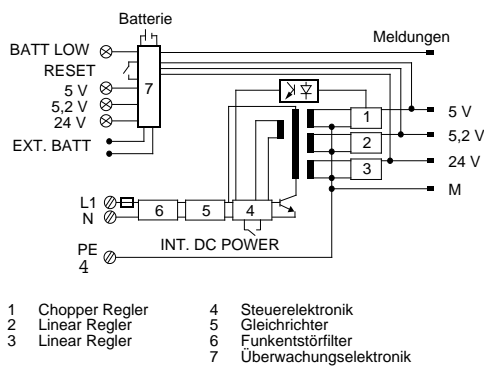 Batterie
BATT LOW
Meldungen
RESET
7
5 V
5,2 V
24 V
EXT. BATT
1
5 V
2
5,2 V
3
24 V
M
L1
N
6
5
4
INT. DC POWER
PE
4
1 Chopper Regler
2 Linear Regler
3 Linear Regler
4 Steuerelektronik
5 Gleichrichter
6 Funkentstörfilter
7 Überwachungselektronik